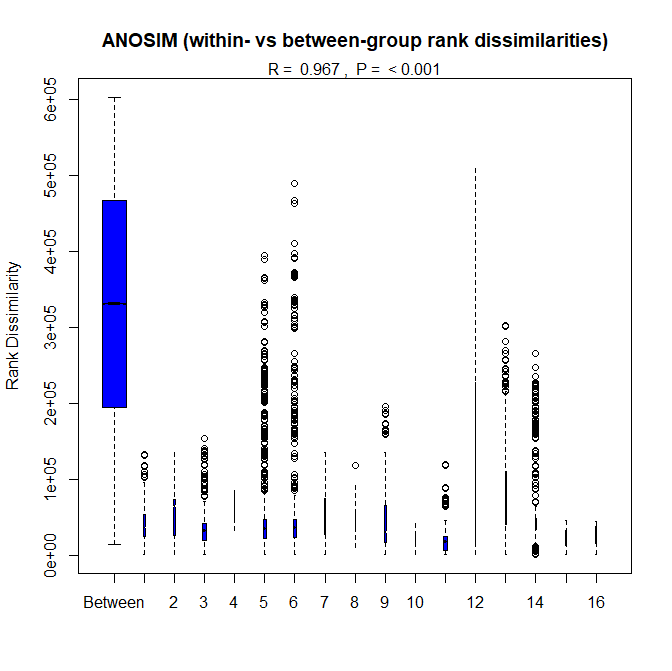 ANOSIM (within- vs between-group rank dissimilarities)
R = 0.967 , P = < 0.001
Rank Dissimilarity
6e+05
5e+05
4e+05
3e+05
2e+05
1e+05
0e+00
Between 2 3 4 5 6 7 8 9 10 12 14 16